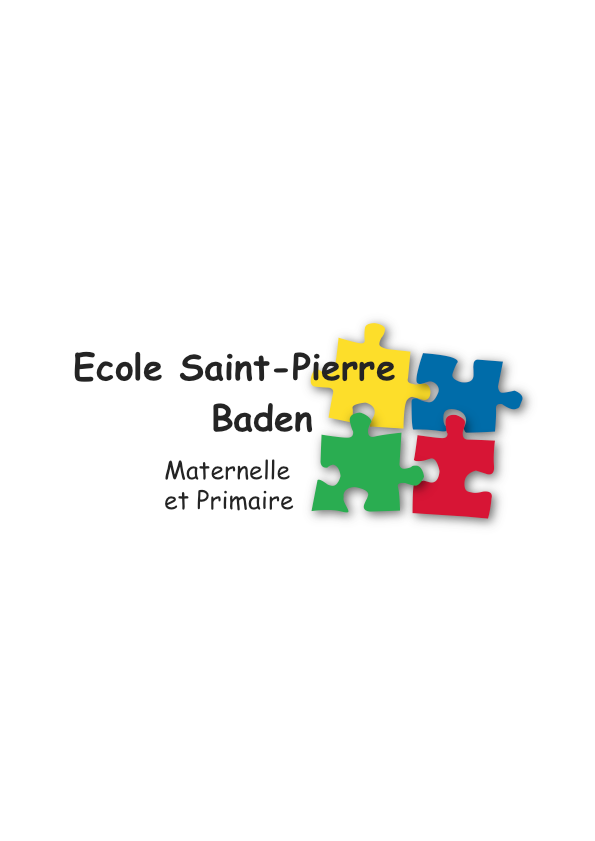 Ecole Saint-Pierre
Baden
Maternelle
et Primaire